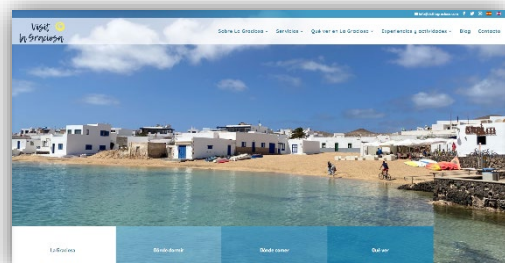 Visit
la Graciosa
Sobre La Graciosa
Servicios
Qué ver en La Graciosa
Experiencias y actividades
Blog
Contacto
La Graciosa
Dónde dormir
Dónde comer
Qué ver